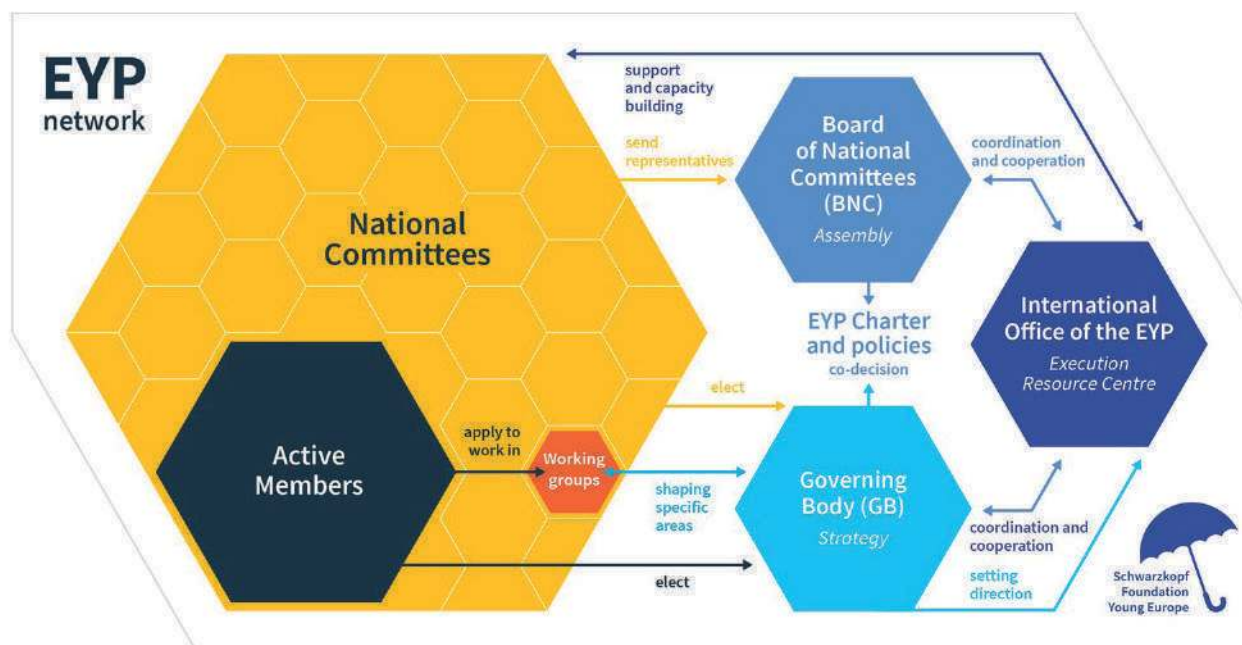 EYP
network
National
Committees
Active
Members
apply to
work in
Working
groups
support
and capacity
building
send
representatives
Board
of National
Committees
(BNC)
Assembly
coordination
and cooperation
EYP Charter
and policies
co-decision
International
Office of the EYP
Execution
Resource Centre
elect
shaping
specific
areas
Governing
Body (GB)
Strategy
elect
coordination and
cooperation
setting
direction
Schwarzkopf
Foundation
Young Europe